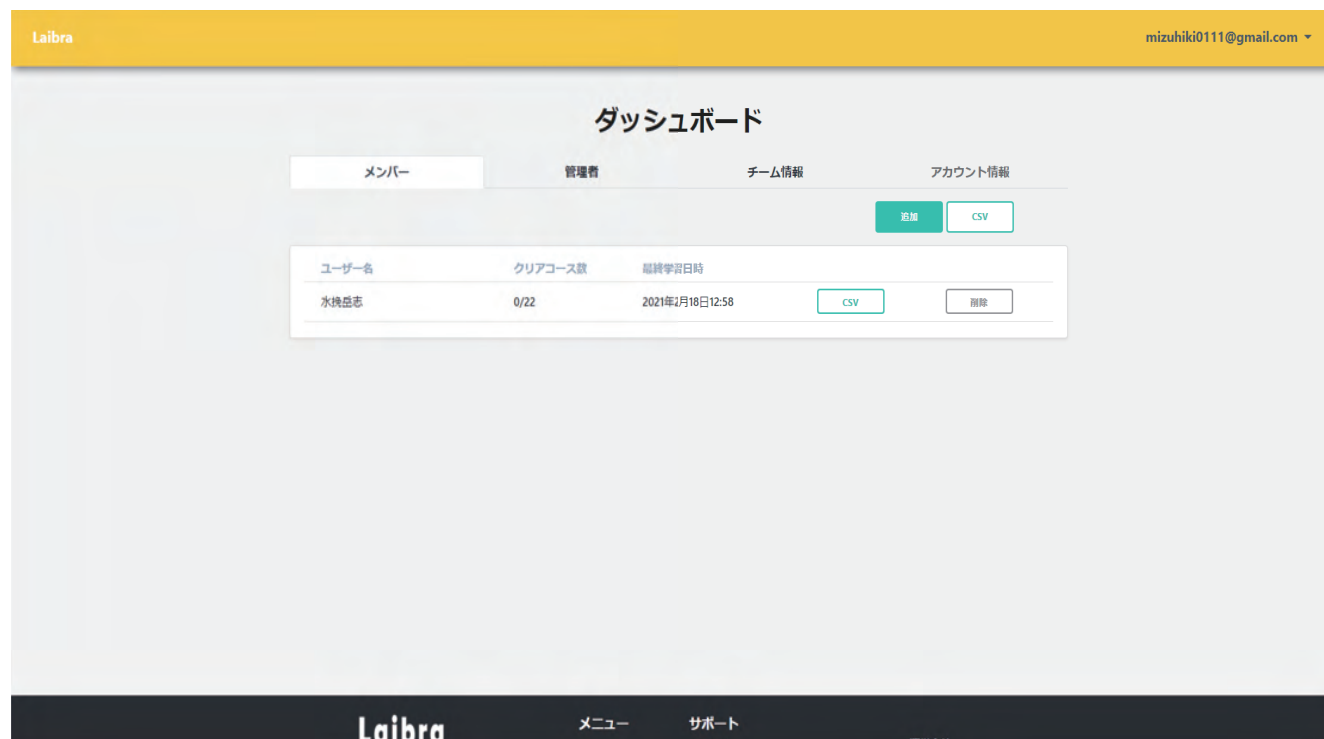 Laibra mizuhiki0111@gmail.com
ダッシュボード
メンバー 管理者 チーム情報 アカウント情報
追加 CSV
ユーザー名 クリアコース数 最終学習日時
水挽岳志 0/22 2021年2月18日12:58 CSV 削除
Laibra メニュー サポート